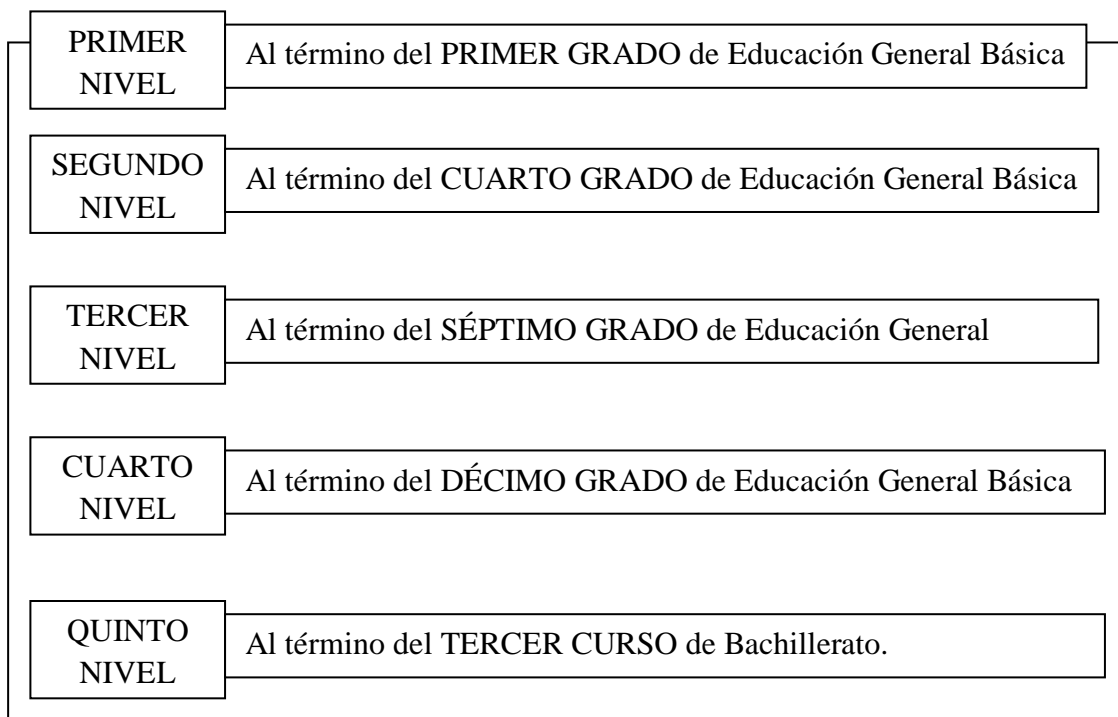 PRIMER
NIVEL
Al término del PRIMER GRADO de Educación General Básica
SEGUNDO
NIVEL
Al término del CUARTO GRADO de Educación General Básica
TERCER
NIVEL
Al término del SÉPTIMO GRADO de Educación General
CUARTO
NIVEL
Al término del DÉCIMO GRADO de Educación General Básica
QUINTO
NIVEL
Al término del TERCER CURSO de Bachillerato.